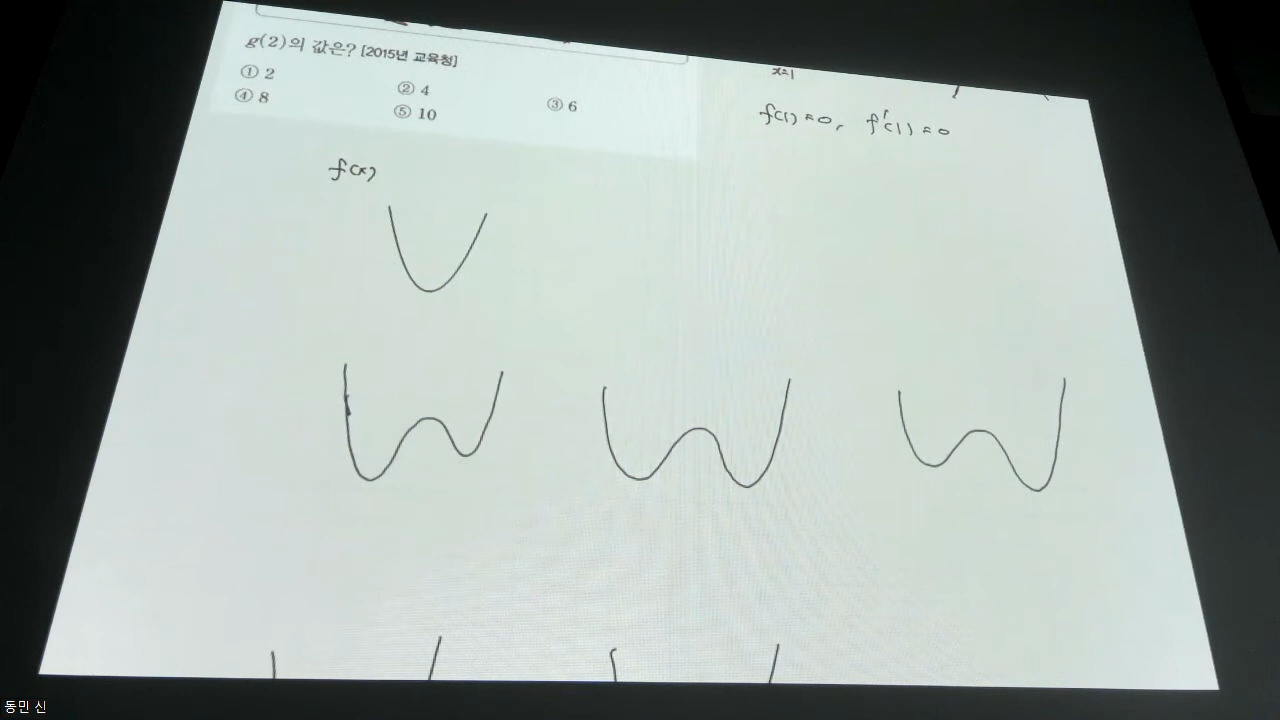 g(2)의 값은? [2015년 교육청]
① 2
② 4
③ 6
④ 8
⑤ 10
x=1
f(1)=0, f'(1)=0
f(x)
동민 신